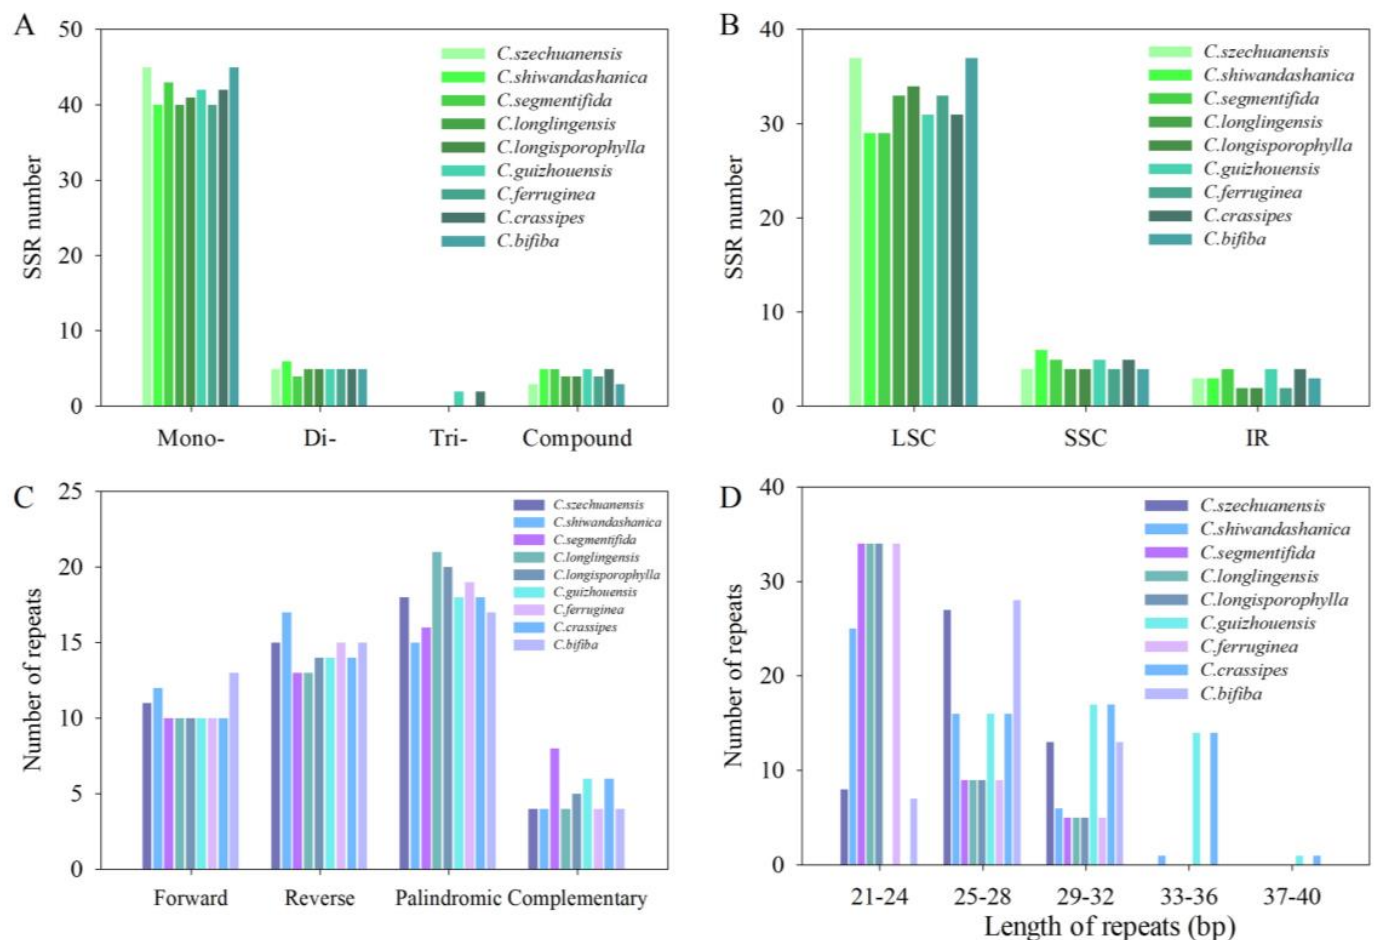 A
50
40
30
20
10
0
SSR number
C.szechuanensis
C.shiwandashanica
C.segmentifida
C.longlingensis
C.longisporophylla
C.guizhouensis
C.ferruginea
C.crassipes
C.bifiba
Mono- Di- Tri- Compound
B
40
30
20
10
0
SSR number
C.szechuanensis
C.shiwandashanica
C.segmentifida
C.longlingensis
C.longisporophylla
C.guizhouensis
C.ferruginea
C.crassipes
C.bifiba
LSC SSC IR
C
25
20
15
10
5
0
Number of repeats
C.szechuanensis
C.shiwandashanica
C.segmentifida
C.longlingensis
C.longisporophylla
C.guizhouensis
C.ferruginea
C.crassipes
C.bifiba
Forward Reverse Palindromic Complementary
D
40
30
20
10
0
Number of repeats
C.szechuanensis
C.shiwandashanica
C.segmentifida
C.longlingensis
C.longisporophylla
C.guizhouensis
C.ferruginea
C.crassipes
C.bifiba
21-24 25-28 29-32 33-36 37-40
Length of repeats (bp)